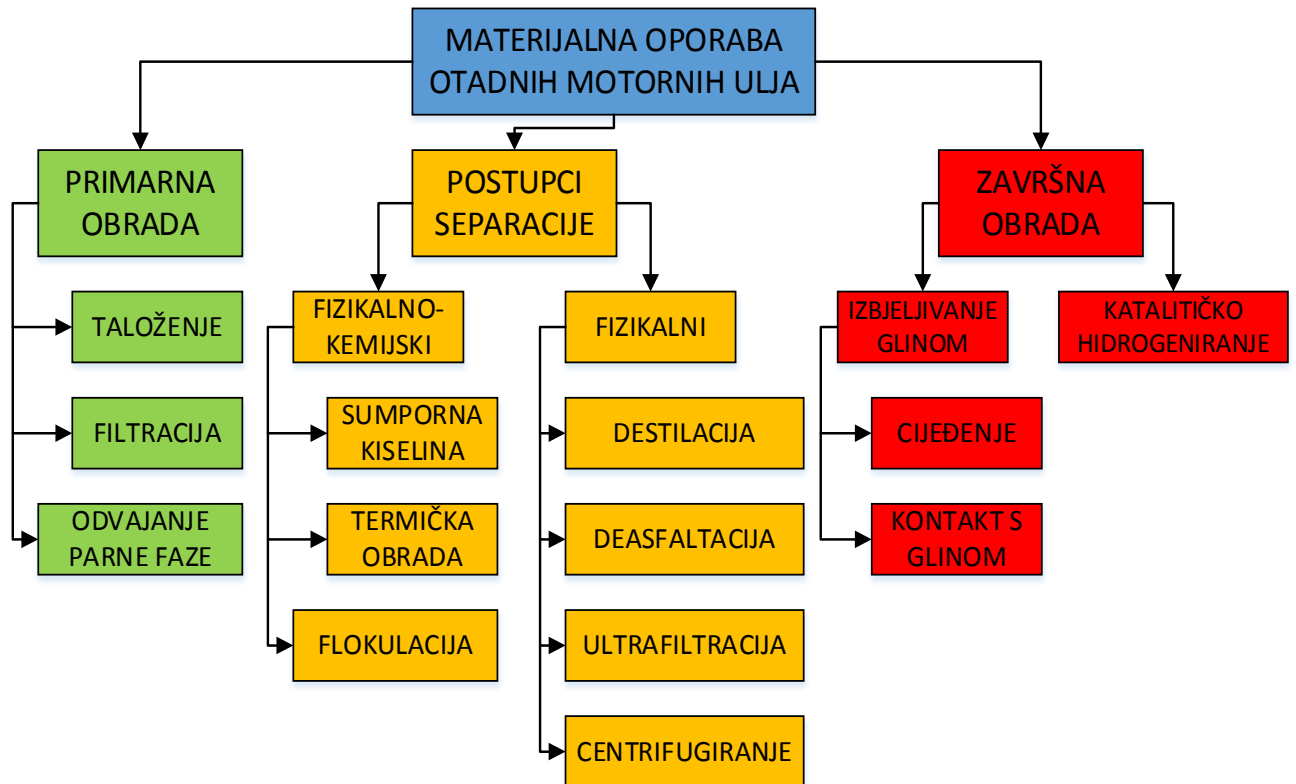 MATERIJALNA OPORABA
OTADNIH MOTORNIH ULJA
PRIMARNA
OBRADA
TALOŽENJE
FILTRACIJA
ODVAJANJE
PARNE FAZE
POSTUPCI
SEPARACIJE
FIZIKALNO-
KEMIJSKI
SUMPORNA
KISELINA
TERMIČKA
OBRADA
FLOKULACIJA
FIZIKALNI
DESTILACIJA
DEASFALTACIJA
ULTRAFILTRACIJA
CENTRIFUGIRANJE
ZAVRŠNA
OBRADA
IZBJELJIVANJE
GLINOM
CIJEĐENJE
KONTAKT S
GLINOM
KATALITIČKO
HIDROGENIRANJE